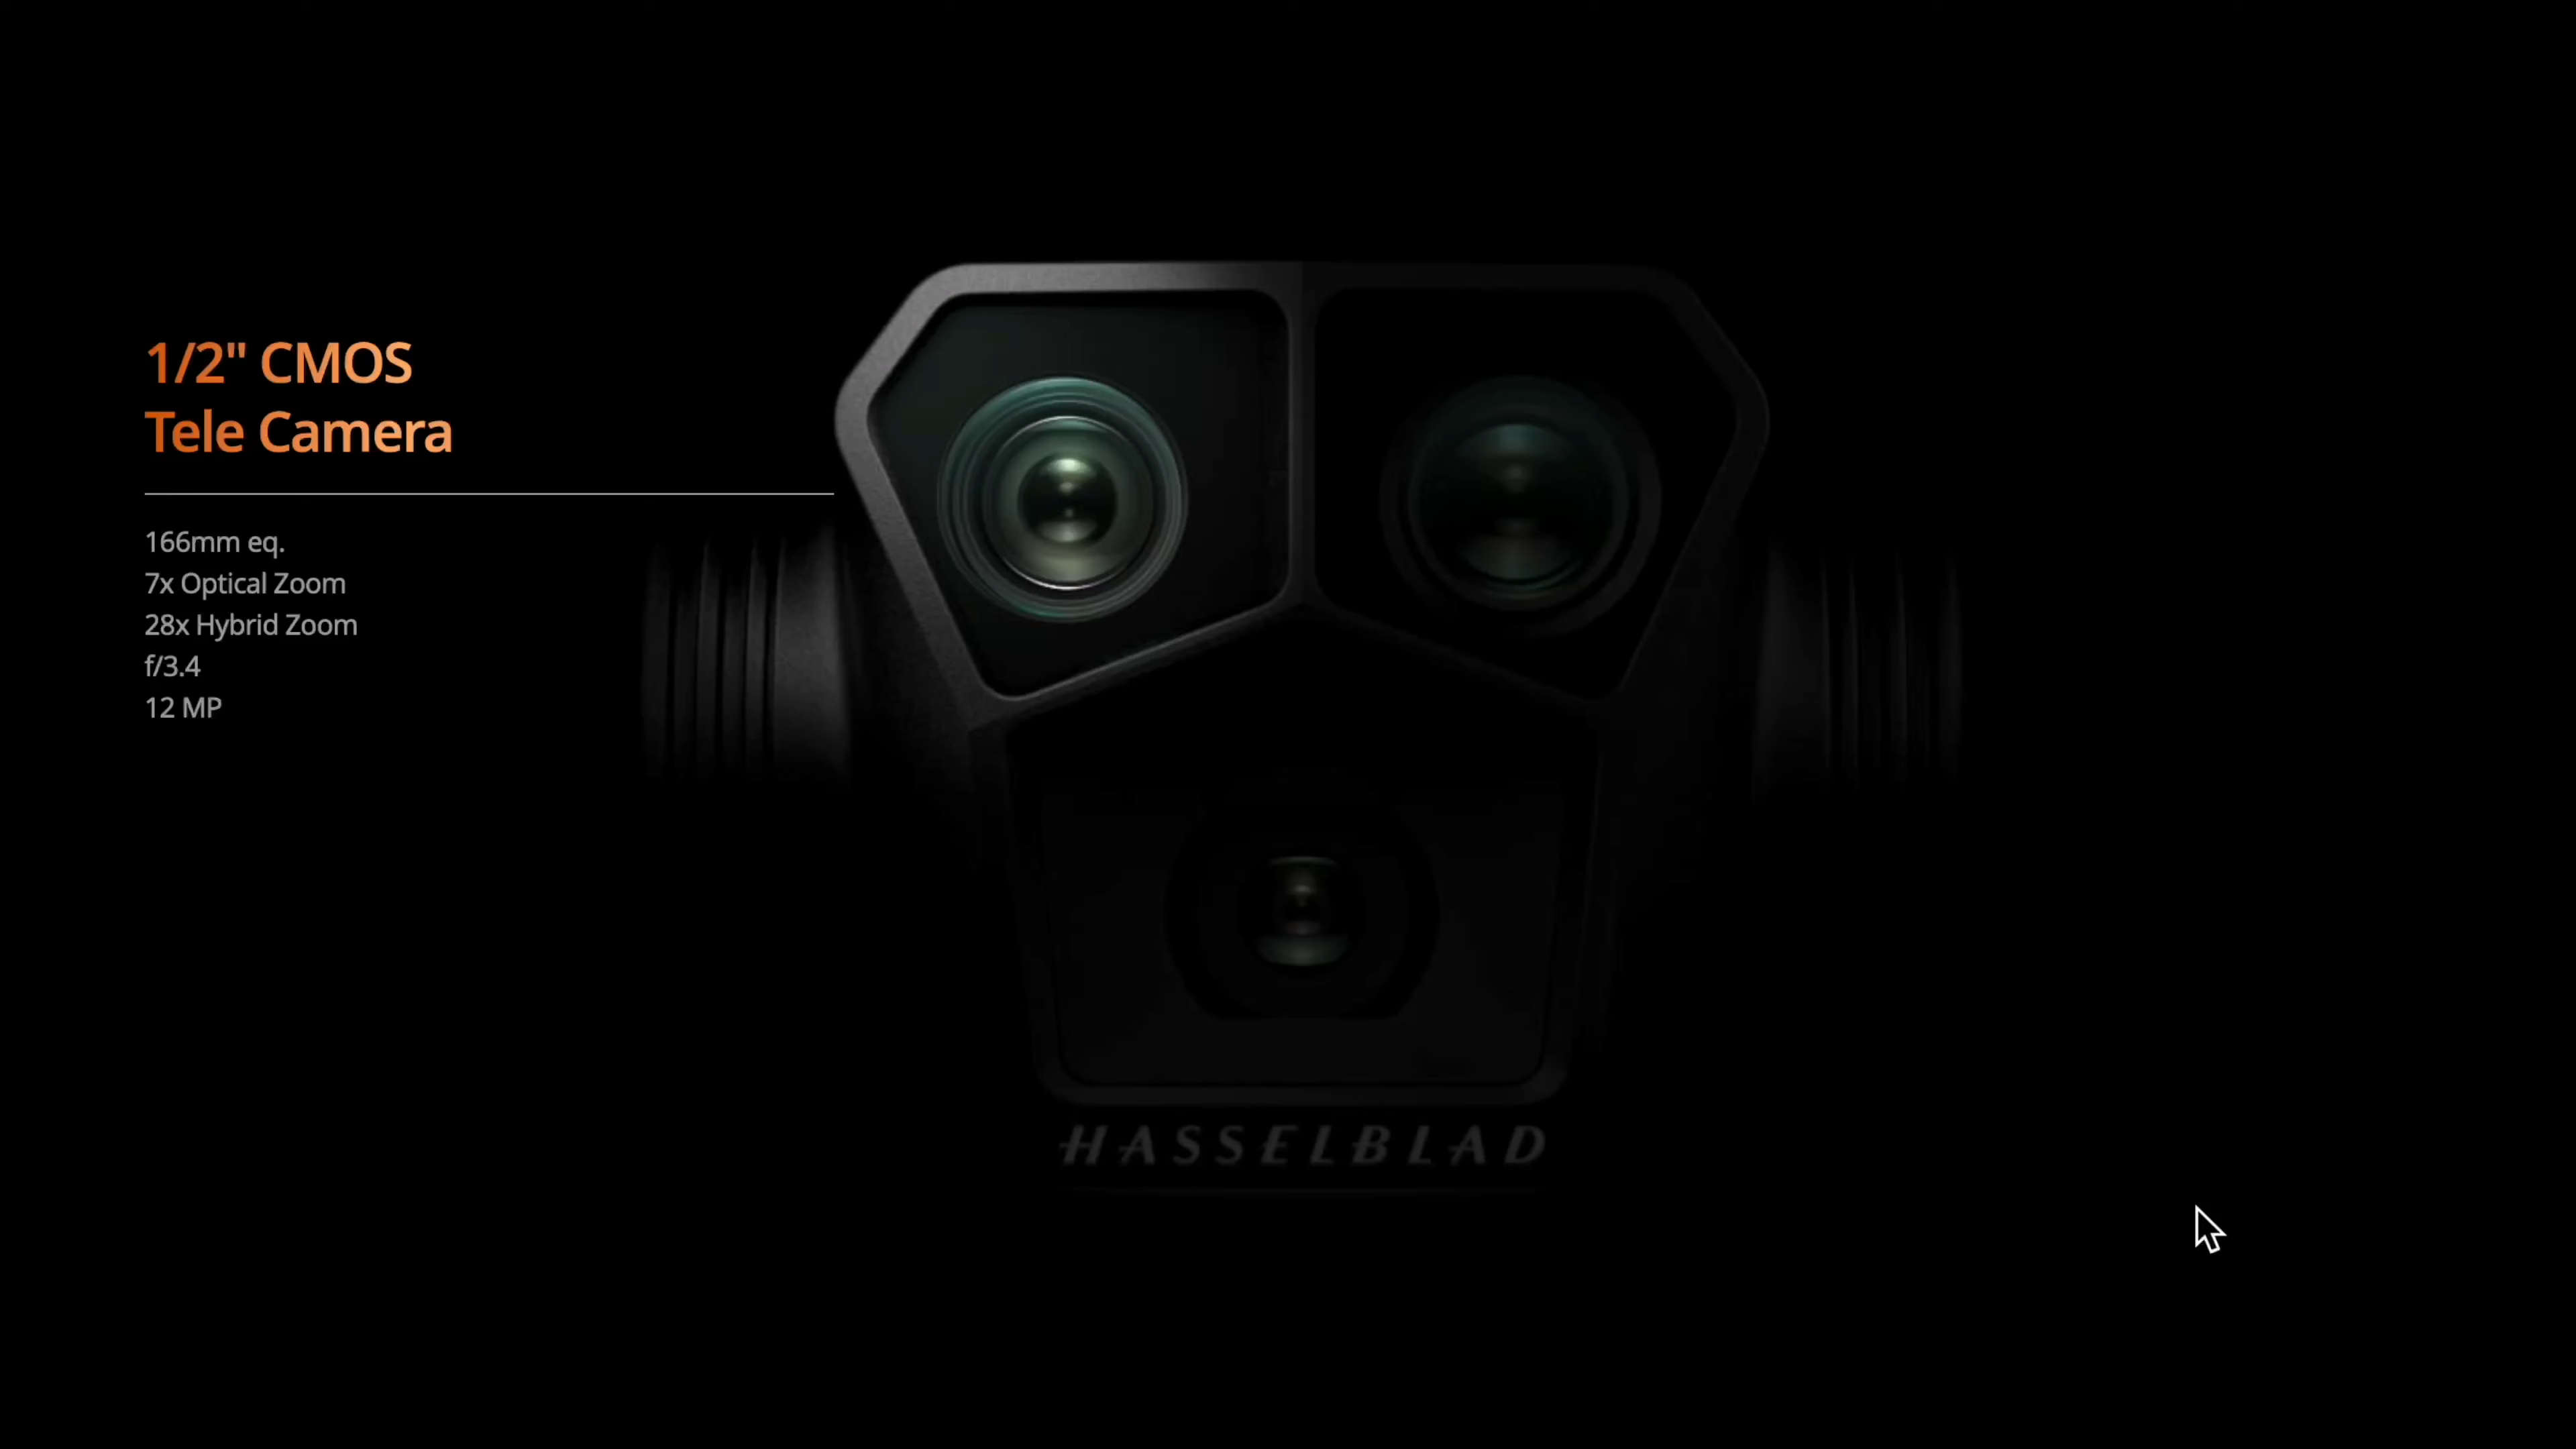 1/2" CMOS
Tele Camera
166mm eq.
7x Optical Zoom
28x Hybrid Zoom
f/3.4
12 MP
HASSELBLAD